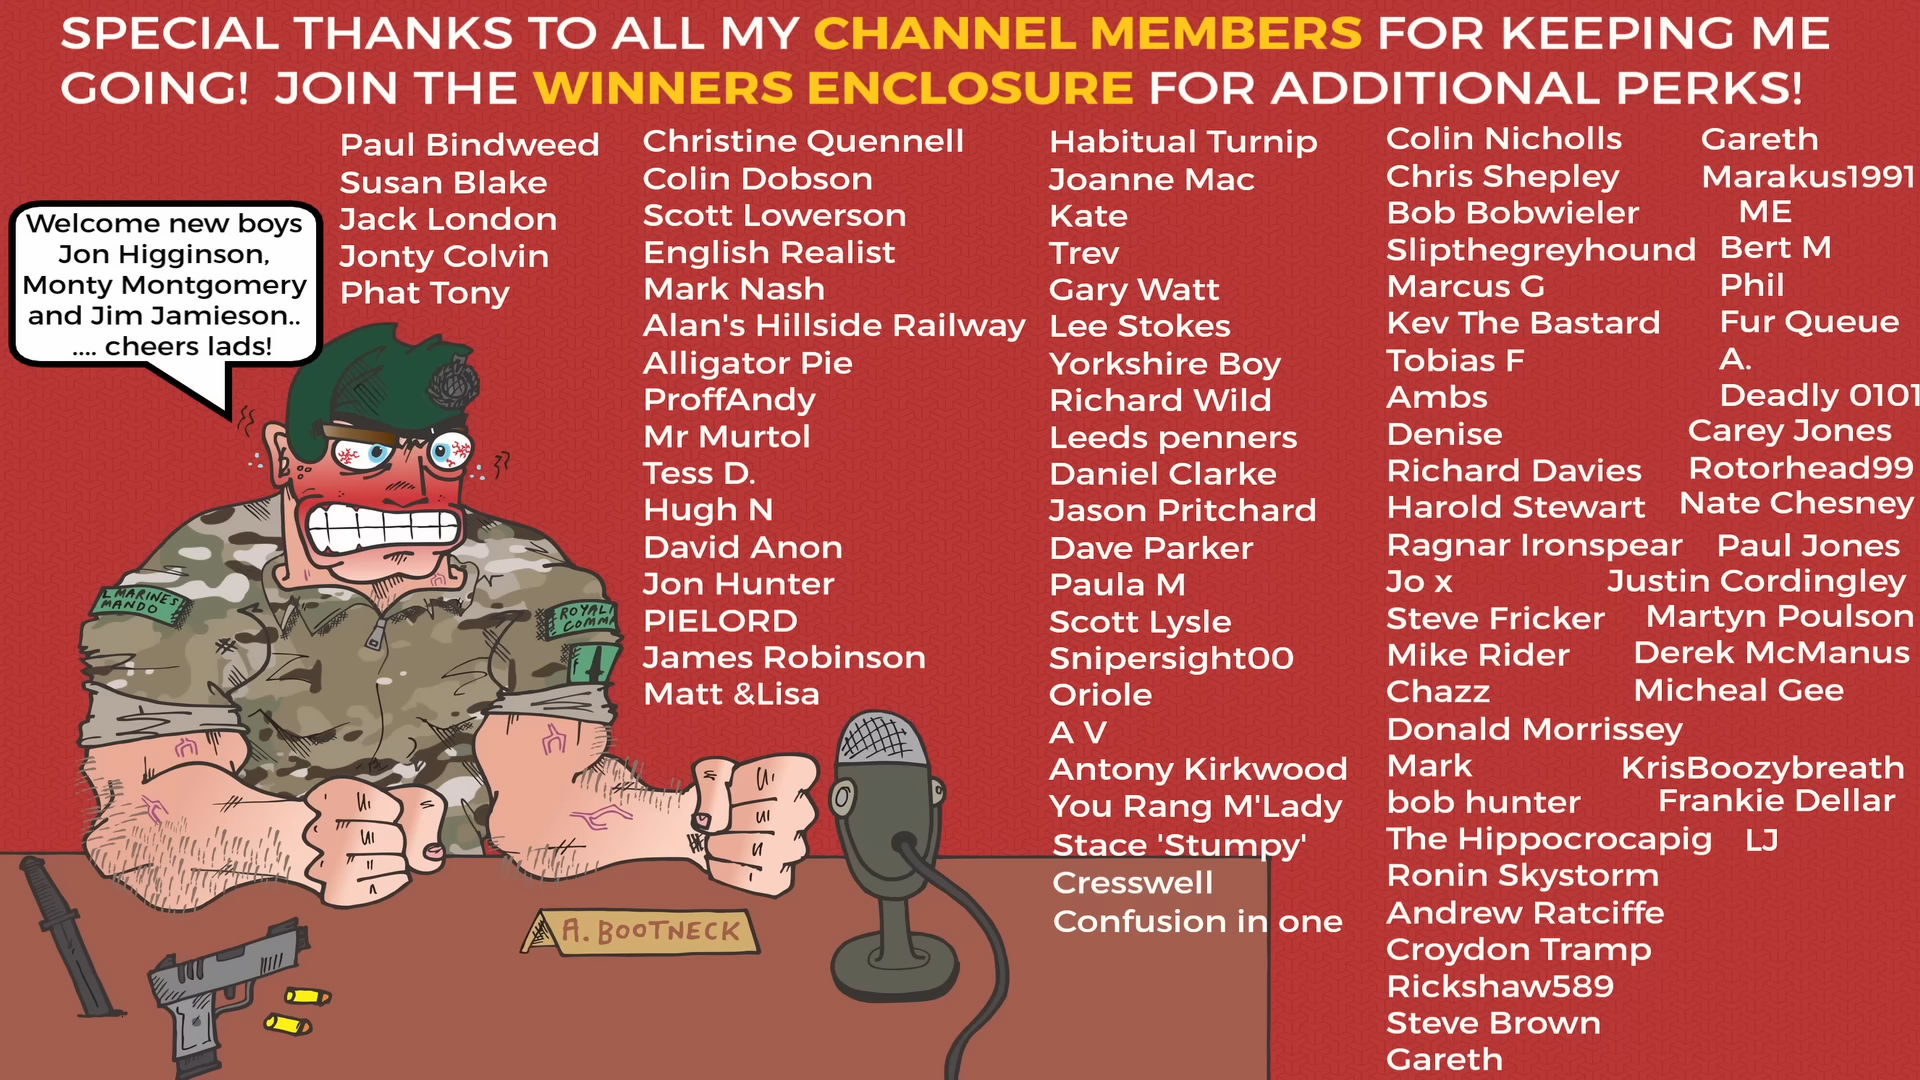 SPECIAL THANKS TO ALL MY CHANNEL MEMBERS FOR KEEPING ME
GOING! JOIN THE WINNERS ENCLOSURE FOR ADDITIONAL PERKS!
Welcome new boys
Jon Higginson,
Monty Montgomery
and Jim Jamieson..
.... cheers lads!
Paul Bindweed
Susan Blake
Jack London
Jonty Colvin
Phat Tony
Christine Quennell
Colin Dobson
Scott Lowerson
English Realist
Mark Nash
Alan's Hillside Railway
Alligator Pie
ProffAndy
Mr Murtol
Tess D.
Hugh N
David Anon
Jon Hunter
PIELORD
James Robinson
Matt &Lisa
Habitual Turnip
Joanne Mac
Kate
Trev
Gary Watt
Lee Stokes
Yorkshire Boy
Richard Wild
Leeds penners
Daniel Clarke
Jason Pritchard
Dave Parker
Paula M
Scott Lysle
Snipersight00
Oriole
A V
Antony Kirkwood
You Rang M'Lady
Stace 'Stumpy'
Cresswell
Confusion in one
Colin Nicholls
Chris Shepley
Bob Bobwieler
Slipthegreyhound
Marcus G
Kev The Bastard
Tobias F
Ambs
Denise
Richard Davies
Harold Stewart
Ragnar Ironspear
Jo x
Steve Fricker
Mike Rider
Chazz
Donald Morrissey
Mark
bob hunter
The Hippocrocapig
Ronin Skystorm
Andrew Ratciffe
Croydon Tramp
Rickshaw589
Steve Brown
Gareth
Gareth
Marakus1991
ME
Bert M
Phil
Fur Queue
A.
Deadly 0101
Carey Jones
Rotorhead99
Nate Chesney
Paul Jones
Justin Cordingley
Martyn Poulson
Derek McManus
Micheal Gee
KrisBoozybreath
Frankie Dellar
LJ
L MARINES
MANDO
ROYAL
COMMA
A. BOOTNECK